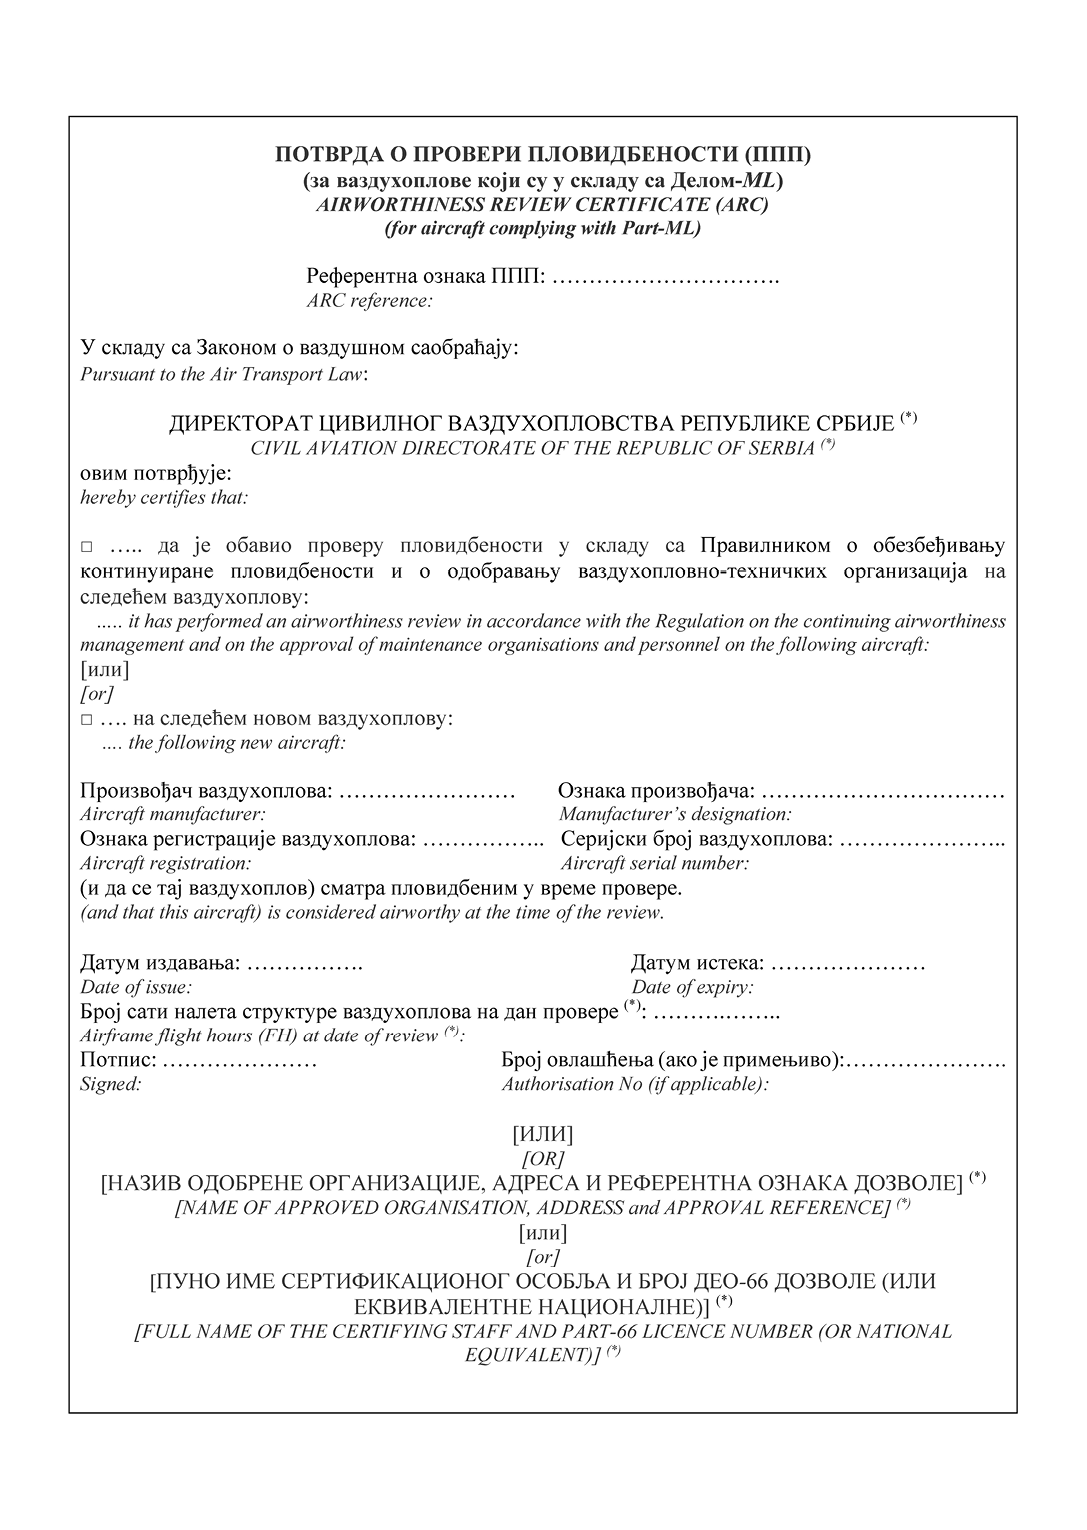 ПОТВРДА О ПРОВЕРИ ПЛОВИДБЕНОСТИ (ППП)
(за ваздухоплове који су у складу са Делом-ML)
AIRWORTHINESS REVIEW CERTIFICATE (ARC)
(for aircraft complying with Part-ML)
Референтна ознака ППП: ………………………….
ARC reference:
У складу са Законом о ваздушном саобраћају:
Pursuant to the Air Transport Law:
ДИРЕКТОРАТ ЦИВИЛНОГ ВАЗДУХОПЛОВСТВА РЕПУБЛИКЕ СРБИЈЕ (*)
CIVIL AVIATION DIRECTORATE OF THE REPUBLIC OF SERBIA (*)
овим потврђује:
hereby certifies that:
□ ….. да је обавио проверу пловидбености у складу са Правилником о обезбеђивању
континуиране пловидбености и о одобравању ваздухопловно-техничких организација на
следећем ваздухоплову:
….. it has performed an airworthiness review in accordance with the Regulation on the continuing airworthiness
management and on the approval of maintenance organisations and personnel on the following aircraft:
[или]
[or]
□ …. на следећем новом ваздухоплову:
…. the following new aircraft:
Произвођач ваздухоплова: …………………… Ознака произвођача: ……………………………
Aircraft manufacturer: Manufacturer’s designation:
Ознака регистрације ваздухоплова: …………….. Серијски број ваздухоплова: …………………..
Aircraft registration: Aircraft serial number:
(и да се тај ваздухоплов) сматра пловидбеним у време провере.
(and that this aircraft) is considered airworthy at the time of the review.
Датум издавања: ……………. Датум истека: …………………
Date of issue: Date of expiry:
Број сати налета структуре ваздухоплова на дан провере (*): ……….……..
Airframe flight hours (FH) at date of review (*):
Потпис: ………………… Број овлашћења (ако је примењиво):………………….
Signed: Authorisation No (if applicable):
[ИЛИ]
[OR]
[НАЗИВ ОДОБРЕНЕ ОРГАНИЗАЦИЈЕ, АДРЕСА И РЕФЕРЕНТНА ОЗНАКА ДОЗВОЛЕ] (*)
[NAME OF APPROVED ORGANISATION, ADDRESS and APPROVAL REFERENCE] (*)
[или]
[or]
[ПУНО ИМЕ СЕРТИФИКАЦИОНОГ ОСОБЉА И БРОЈ ДЕО-66 ДОЗВОЛЕ (ИЛИ
ЕКВИВАЛЕНТНЕ НАЦИОНАЛНЕ)] (*)
[FULL NAME OF THE CERTIFYING STAFF AND PART-66 LICENCE NUMBER (OR NATIONAL
EQUIVALENT)] (*)